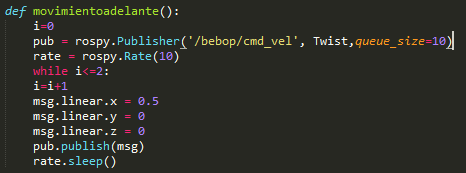 def movimientoadelante():
    i=0
    pub = rospy.Publisher('/bebop/cmd_vel', Twist,queue_size=10)
    rate = rospy.Rate(10)
    while i<=2:
    i=i+1
    msg.linear.x = 0.5
    msg.linear.y = 0
    msg.linear.z = 0
    pub.publish(msg)
    rate.sleep()